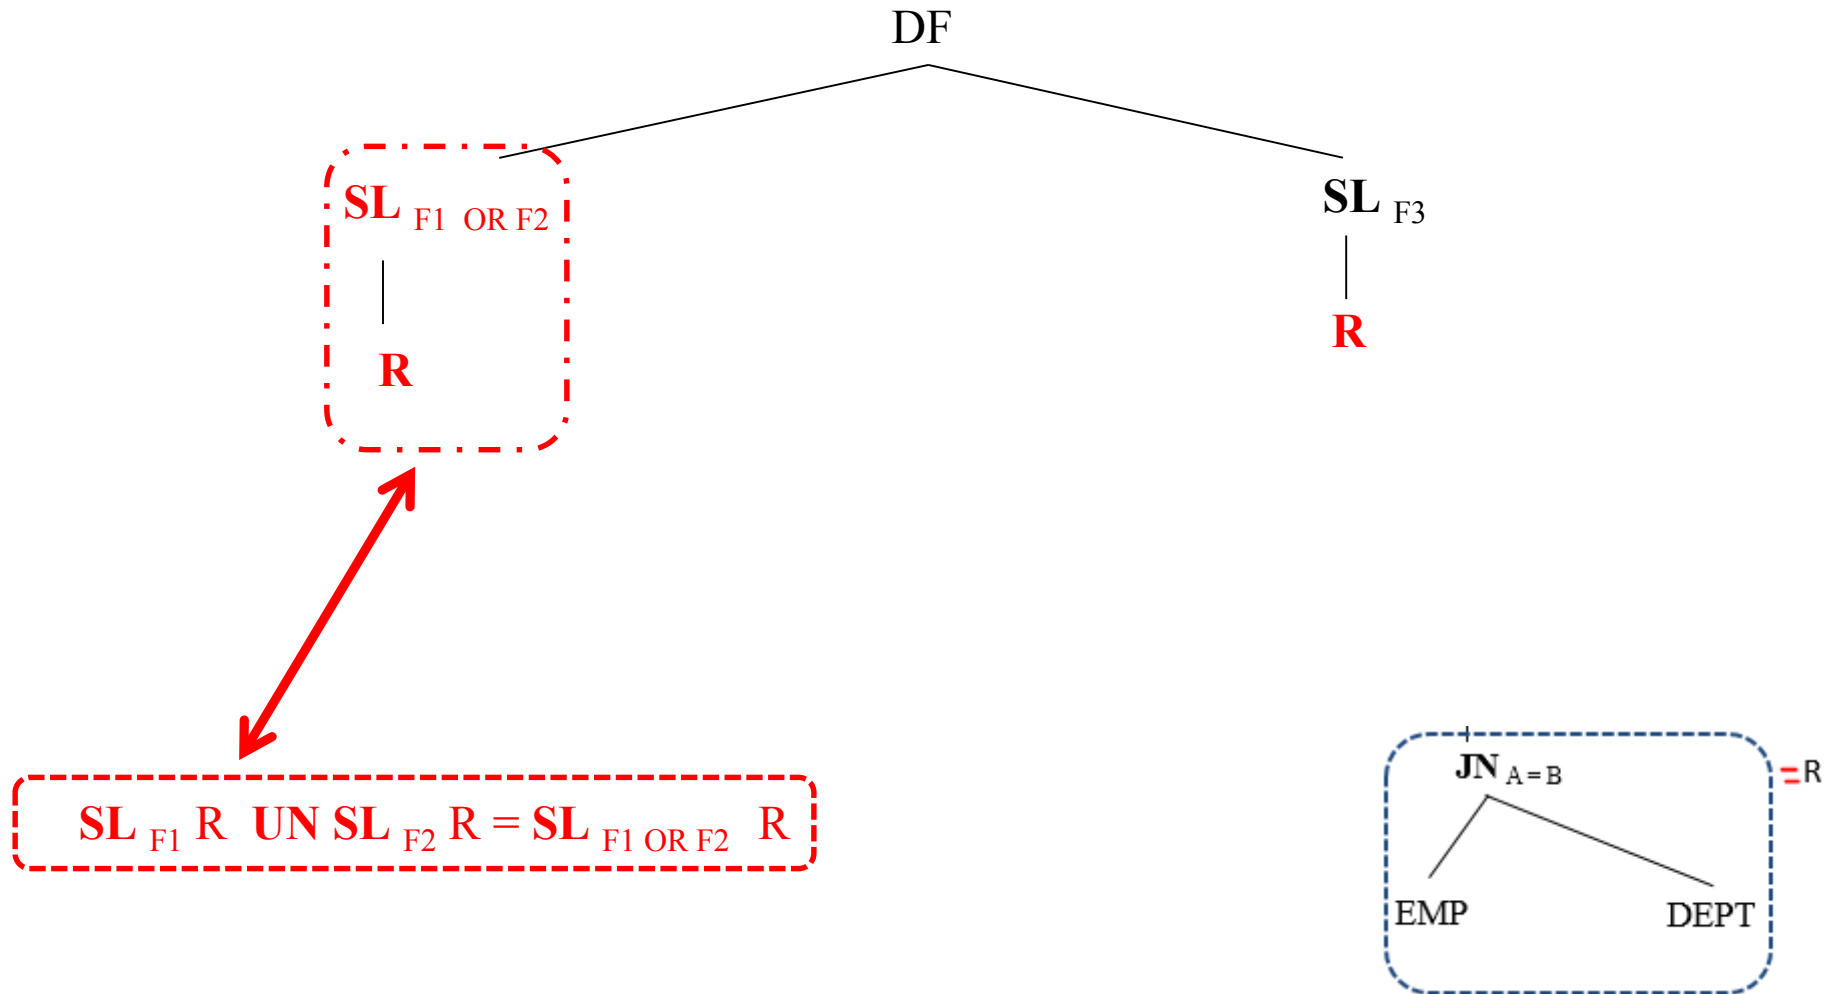 DF
SL F1 OR F2
SL F3
R
R
SL F1 R UN SL F2 R = SL F1 OR F2 R
JN A = B
= R
EMP
DEPT